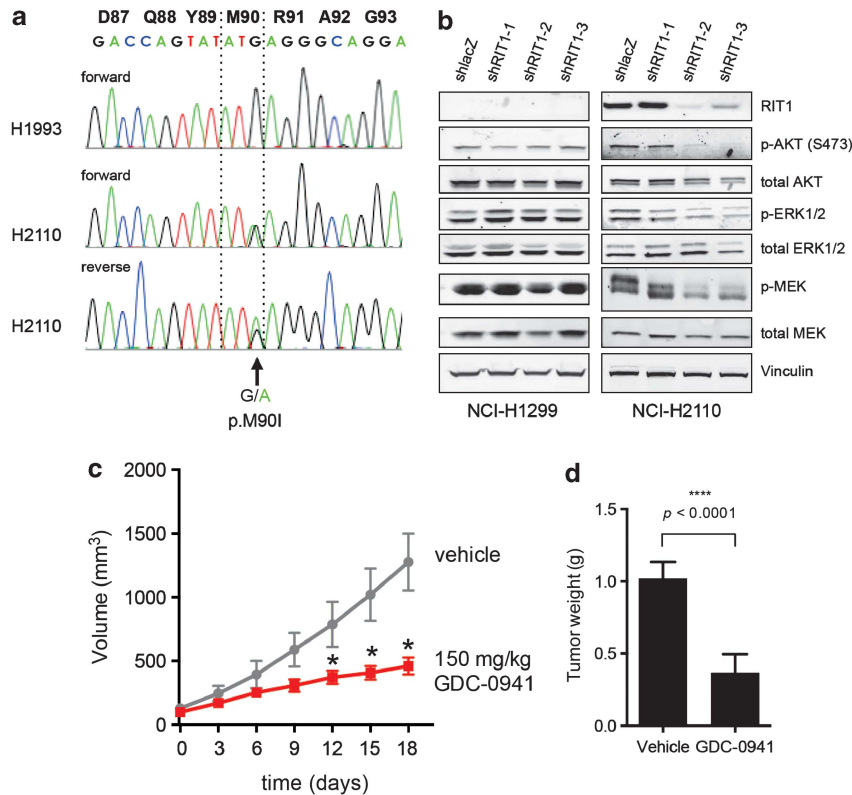 a
D87 Q88 Y89 M90 R91 A92 G93
G A C C A G T A T A T G A G G G C A G G A
forward
H1993
forward
H2110
reverse
H2110
G/A
p.M90I
b
shlacZ shRIT1-1 shRIT1-2 shRIT1-3 shlacZ shRIT1-1 shRIT1-2 shRIT1-3
RIT1
p-AKT (S473)
total AKT
p-ERK1/2
total ERK1/2
p-MEK
total MEK
Vinculin
NCI-H1299 NCI-H2110
c
Volume (mm³)
2000
1500
1000
500
0
0 3 6 9 12 15 18
time (days)
vehicle
* * *
150 mg/kg
GDC-0941
d
****
p < 0.0001
Tumor weight (g)
1.5
1.0
0.5
0.0
Vehicle GDC-0941